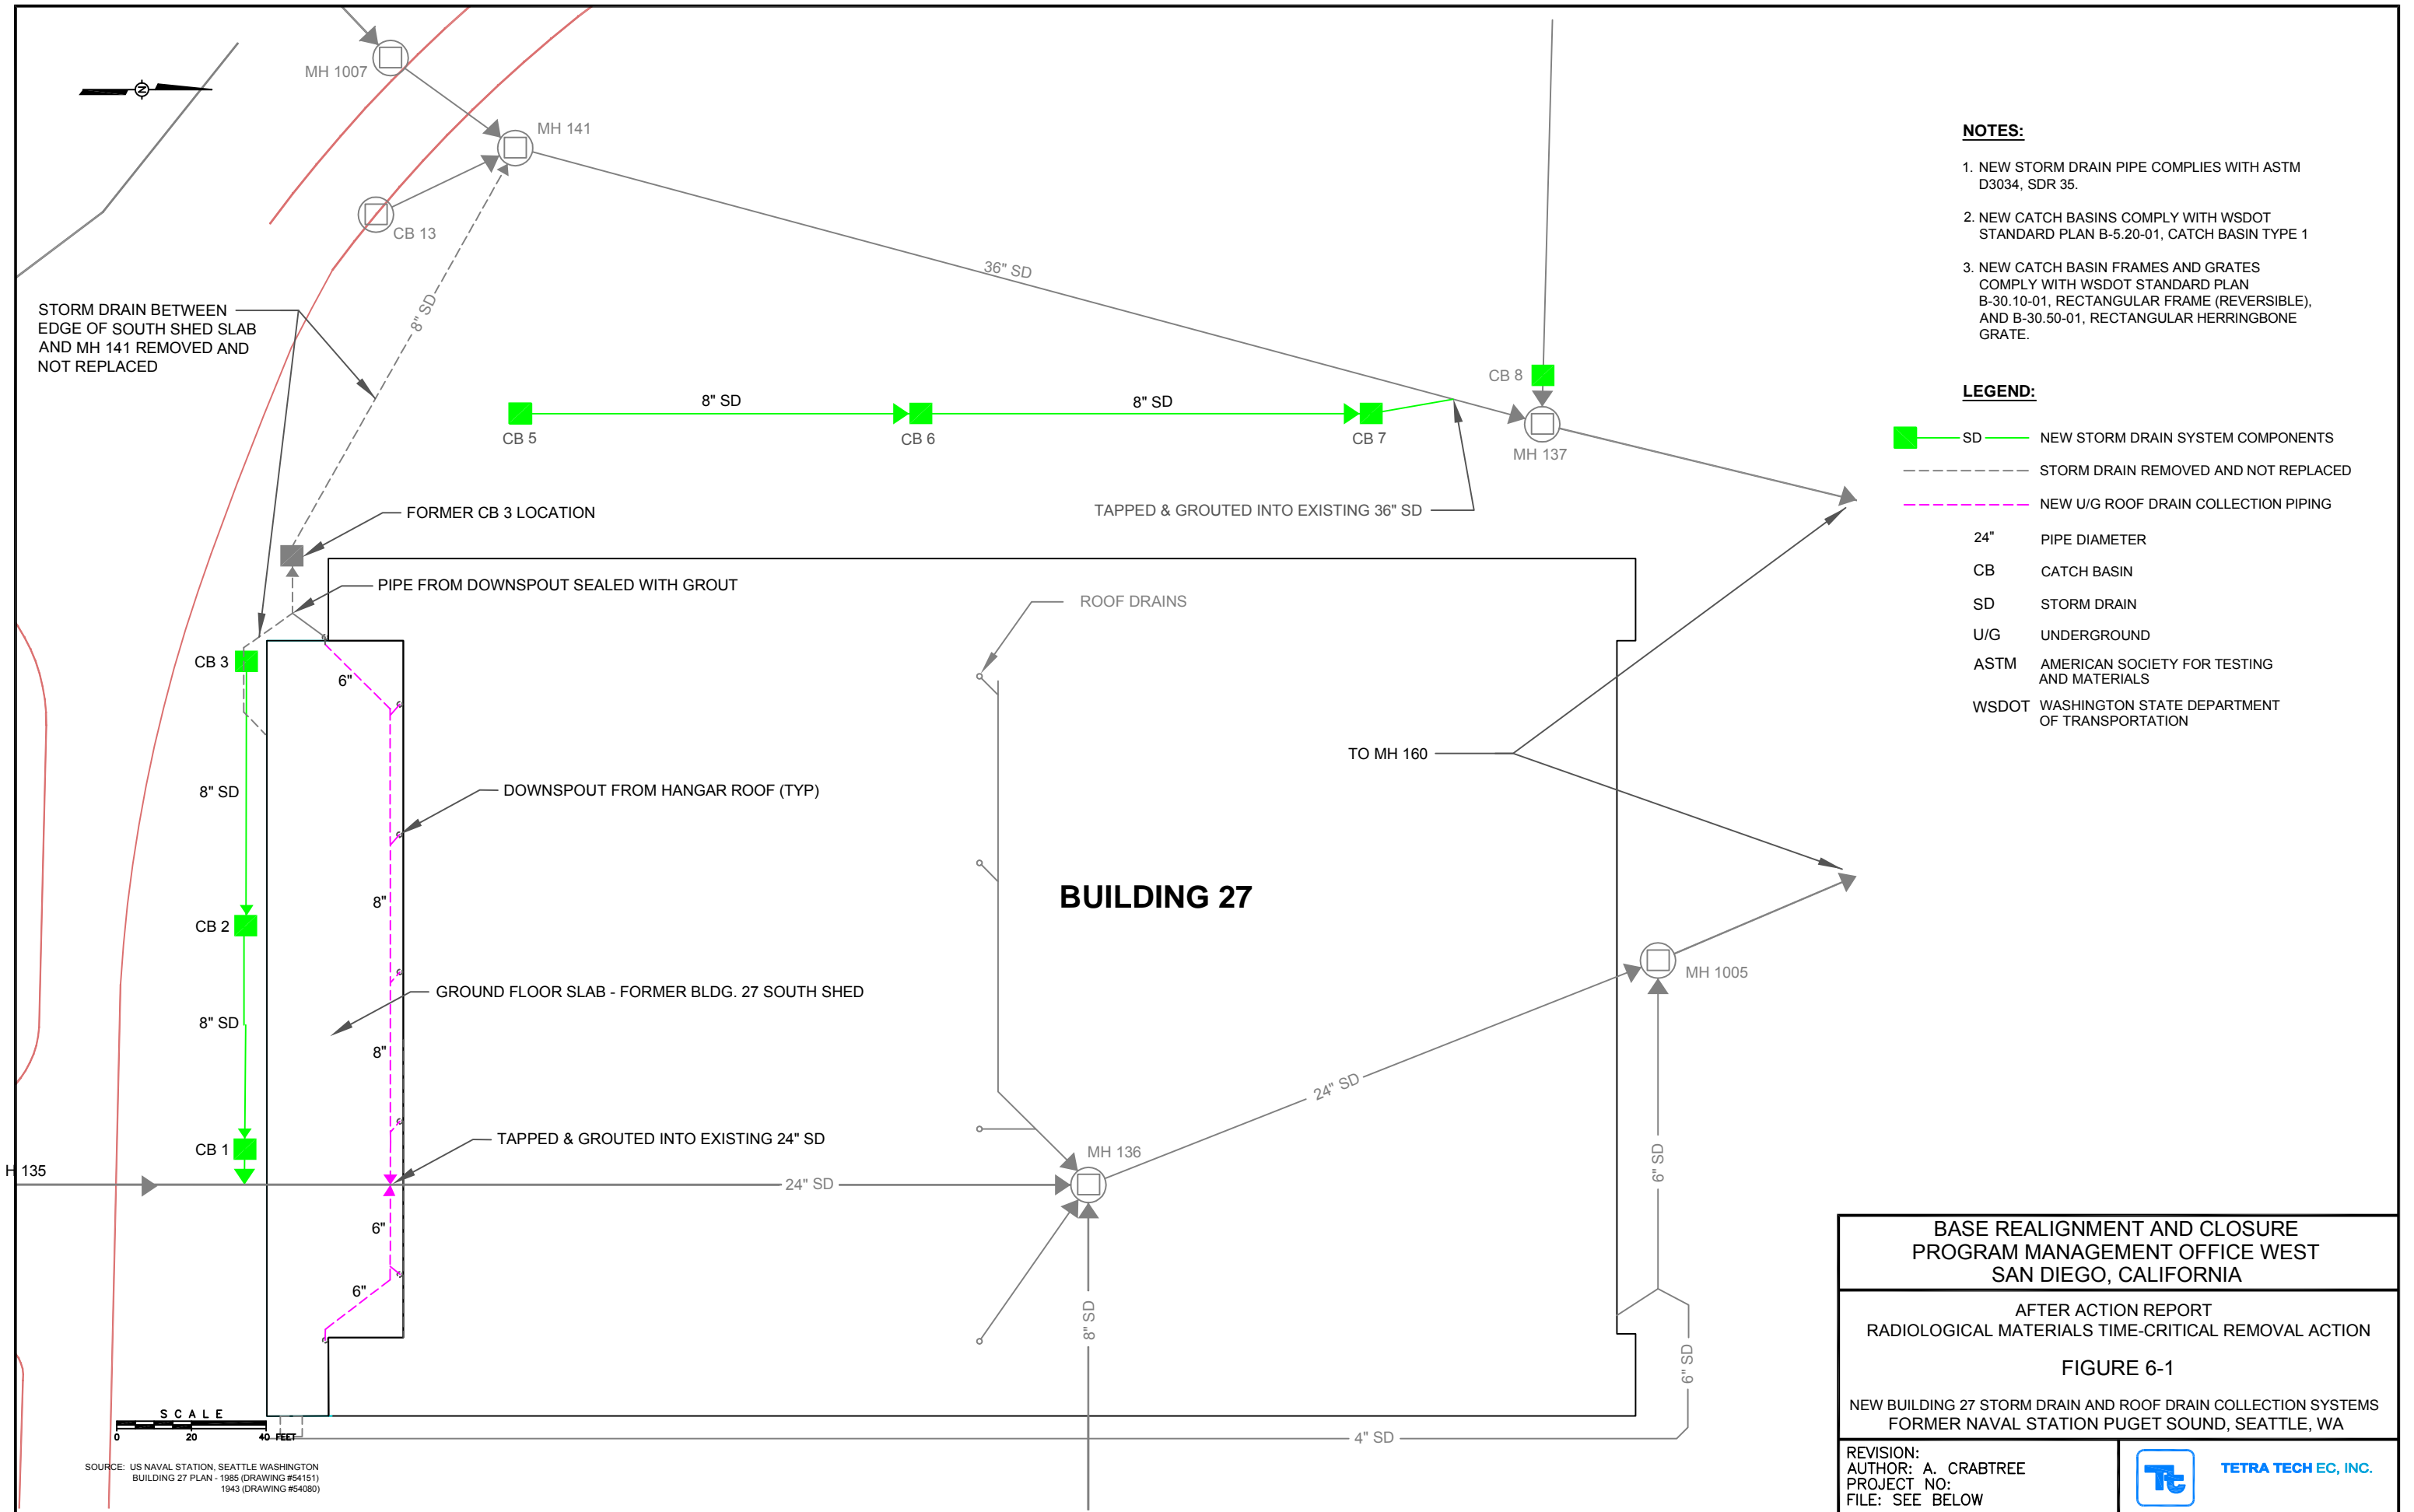 MH 1007
MH 141
CB 13
8" SD
36" SD
STORM DRAIN BETWEEN
EDGE OF SOUTH SHED SLAB
AND MH 141 REMOVED AND
NOT REPLACED
8" SD
8" SD
CB 5
CB 6
CB 7
CB 8
MH 137
FORMER CB 3 LOCATION
TAPPED & GROUTED INTO EXISTING 36" SD
PIPE FROM DOWNSPOUT SEALED WITH GROUT
ROOF DRAINS
CB 3
6"
TO MH 160
8" SD
DOWNSPOUT FROM HANGAR ROOF (TYP)
8"
BUILDING 27
CB 2
GROUND FLOOR SLAB - FORMER BLDG. 27 SOUTH SHED
MH 1005
8" SD
8"
24" SD
CB 1
TAPPED & GROUTED INTO EXISTING 24" SD
MH 136
H 135
24" SD
6" SD
6"
6"
8" SD
6" SD
4" SD
SCALE
0 20 40 FEET
SOURCE: US NAVAL STATION, SEATTLE WASHINGTON
BUILDING 27 PLAN - 1985 (DRAWING #54151)
1943 (DRAWING #54080)
NOTES:
1. NEW STORM DRAIN PIPE COMPLIES WITH ASTM
D3034, SDR 35.
2. NEW CATCH BASINS COMPLY WITH WSDOT
STANDARD PLAN B-5.20-01, CATCH BASIN TYPE 1
3. NEW CATCH BASIN FRAMES AND GRATES
COMPLY WITH WSDOT STANDARD PLAN
B-30.10-01, RECTANGULAR FRAME (REVERSIBLE),
AND B-30.50-01, RECTANGULAR HERRINGBONE
GRATE.
LEGEND:
SD NEW STORM DRAIN SYSTEM COMPONENTS
STORM DRAIN REMOVED AND NOT REPLACED
NEW U/G ROOF DRAIN COLLECTION PIPING
24" PIPE DIAMETER
CB CATCH BASIN
SD STORM DRAIN
U/G UNDERGROUND
ASTM AMERICAN SOCIETY FOR TESTING
AND MATERIALS
WSDOT WASHINGTON STATE DEPARTMENT
OF TRANSPORTATION
BASE REALIGNMENT AND CLOSURE
PROGRAM MANAGEMENT OFFICE WEST
SAN DIEGO, CALIFORNIA
AFTER ACTION REPORT
RADIOLOGICAL MATERIALS TIME-CRITICAL REMOVAL ACTION
FIGURE 6-1
NEW BUILDING 27 STORM DRAIN AND ROOF DRAIN COLLECTION SYSTEMS
FORMER NAVAL STATION PUGET SOUND, SEATTLE, WA
REVISION:
AUTHOR: A. CRABTREE
PROJECT NO:
FILE: SEE BELOW
Tt
TETRA TECH EC, INC.
N